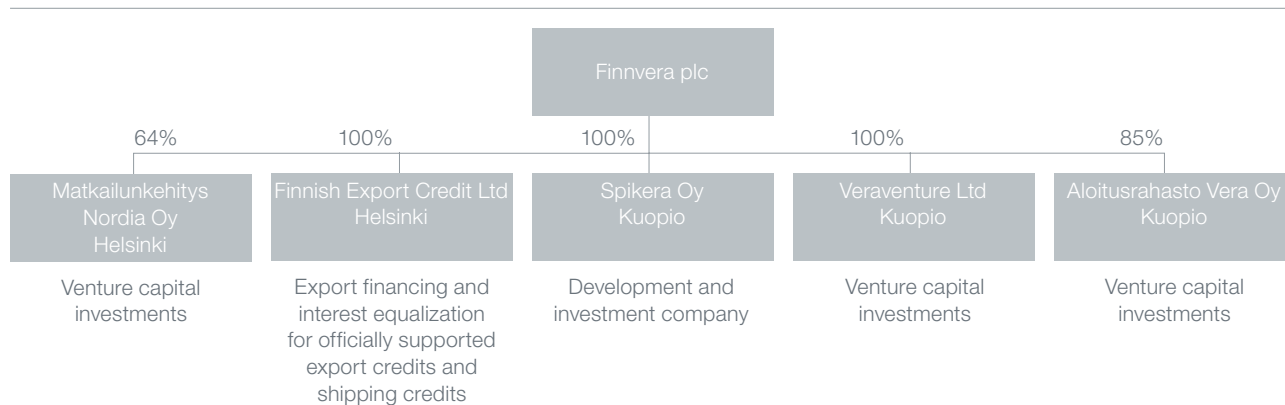 Finnvera plc
64%
100%
100%
100%
85%
Matkailunkehitys
Nordia Oy
Helsinki
Finnish Export Credit Ltd
Helsinki
Spikera Oy
Kuopio
Veraventure Ltd
Kuopio
Aloitusrahasto Vera Oy
Kuopio
Venture capital
investments
Export financing and
interest equalization
for officially supported
export credits and
shipping credits
Development and
investment company
Venture capital
investments
Venture capital
investments